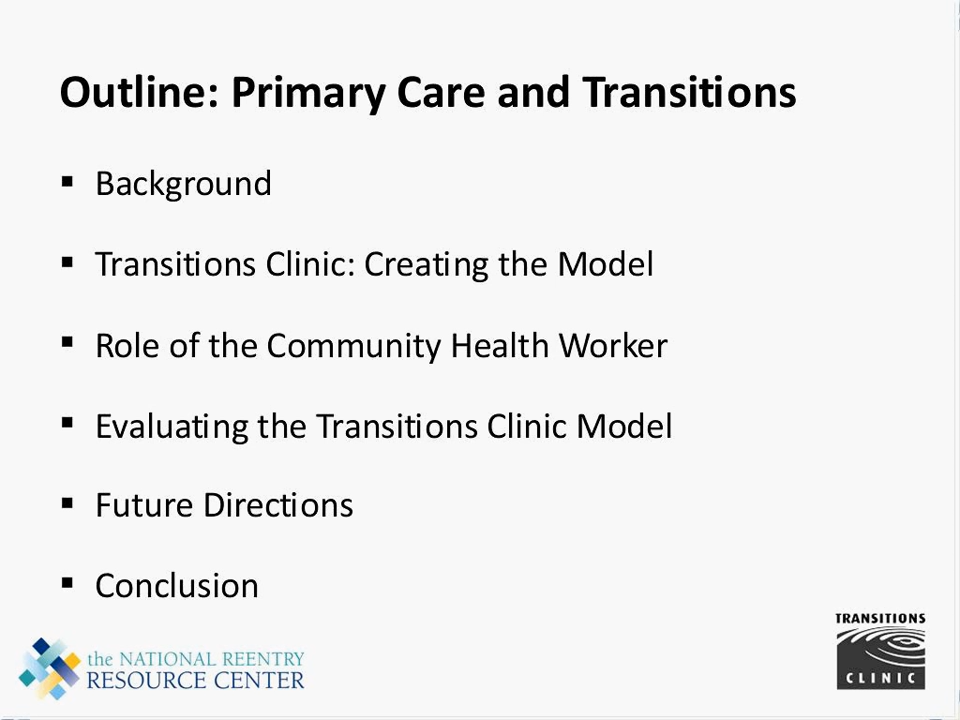 Outline: Primary Care and Transitions
▪ Background
▪ Transitions Clinic: Creating the Model
▪ Role of the Community Health Worker
▪ Evaluating the Transitions Clinic Model
▪ Future Directions
▪ Conclusion
the NATIONAL REENTRY
RESOURCE CENTER
TRANSITIONS
CLINIC